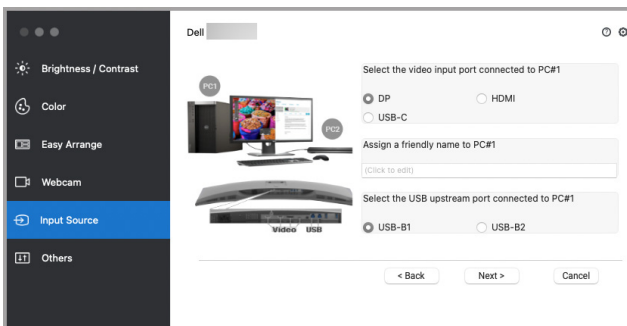 Dell
Brightness / Contrast
Color
Easy Arrange
Webcam
Input Source
Others
PC1
PC2
Video USB
Select the video input port connected to PC#1
DP HDMI
USB-C
Assign a friendly name to PC#1
(Click to edit)
Select the USB upstream port connected to PC#1
USB-B1 USB-B2
< Back Next > Cancel